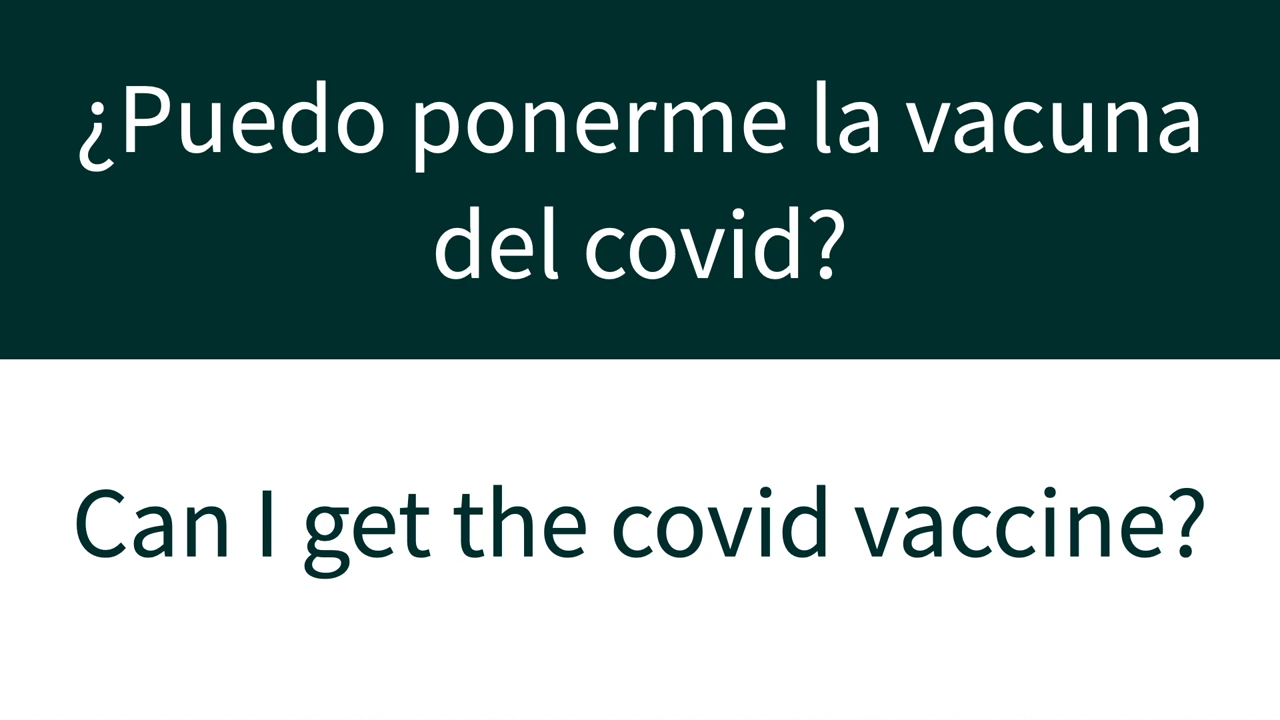 ¿Puedo ponerme la vacuna
del covid?
Can I get the covid vaccine?